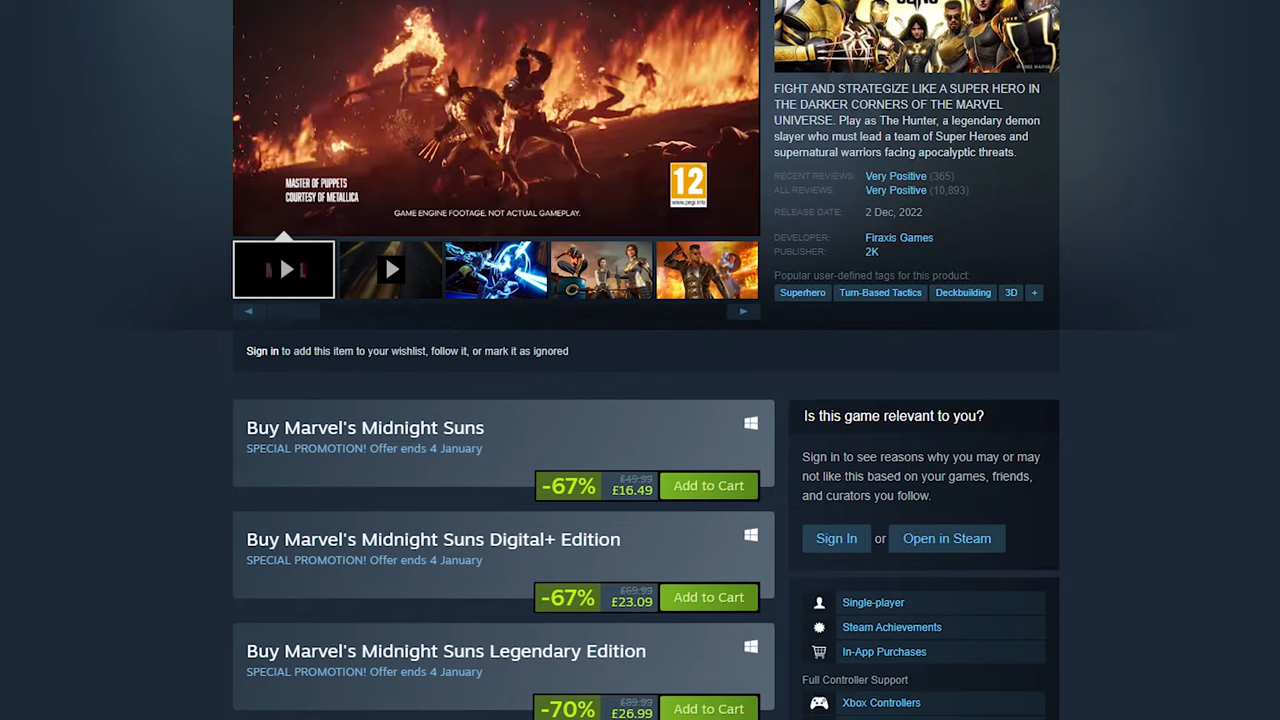 MASTER OF PUPPETS
COURTESY OF METALLICA
GAME ENGINE FOOTAGE. NOT ACTUAL GAMEPLAY.
12
www.pegi.info
© 2022 MARVEL
FIGHT AND STRATEGIZE LIKE A SUPER HERO IN
THE DARKER CORNERS OF THE MARVEL
UNIVERSE. Play as The Hunter, a legendary demon
slayer who must lead a team of Super Heroes and
supernatural warriors facing apocalyptic threats.
RECENT REVIEWS: Very Positive (365)
ALL REVIEWS: Very Positive (10,893)
RELEASE DATE: 2 Dec, 2022
DEVELOPER: Firaxis Games
PUBLISHER: 2K
Popular user-defined tags for this product:
Superhero Turn-Based Tactics Deckbuilding 3D +
Sign in to add this item to your wishlist, follow it, or mark it as ignored
Buy Marvel's Midnight Suns
SPECIAL PROMOTION! Offer ends 4 January
-67% £49.99 £16.49 Add to Cart
Buy Marvel's Midnight Suns Digital+ Edition
SPECIAL PROMOTION! Offer ends 4 January
-67% £69.99 £23.09 Add to Cart
Buy Marvel's Midnight Suns Legendary Edition
SPECIAL PROMOTION! Offer ends 4 January
-70% £89.99 £26.99 Add to Cart
Is this game relevant to you?
Sign in to see reasons why you may or may
not like this based on your games, friends,
and curators you follow.
Sign In or Open in Steam
Single-player
Steam Achievements
In-App Purchases
Full Controller Support
Xbox Controllers